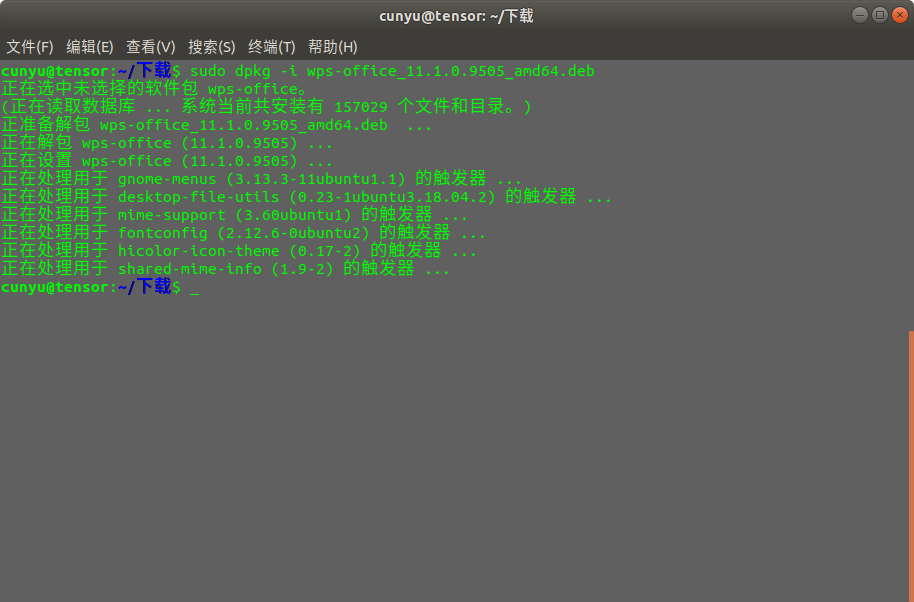 cunyu@tensor: ~/下载
文件(F) 编辑(E) 查看(V) 搜索(S) 终端(T) 帮助(H)
cunyu@tensor:~/下载$ sudo dpkg -i wps-office_11.1.0.9505_amd64.deb
正在选中未选择的软件包 wps-office。
(正在读取数据库 ... 系统当前共安装有 157029 个文件和目录。)
正准备解包 wps-office_11.1.0.9505_amd64.deb  ...
正在解包 wps-office (11.1.0.9505) ...
正在设置 wps-office (11.1.0.9505) ...
正在处理用于 gnome-menus (3.13.3-11ubuntu1.1) 的触发器 ...
正在处理用于 desktop-file-utils (0.23-1ubuntu3.18.04.2) 的触发器 ...
正在处理用于 mime-support (3.60ubuntu1) 的触发器 ...
正在处理用于 fontconfig (2.12.6-0ubuntu2) 的触发器 ...
正在处理用于 hicolor-icon-theme (0.17-2) 的触发器 ...
正在处理用于 shared-mime-info (1.9-2) 的触发器 ...
cunyu@tensor:~/下载$ _